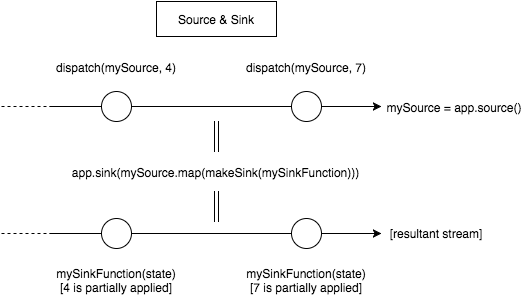 Source & Sink
dispatch(mySource, 4)
dispatch(mySource, 7)
mySource = app.source()
app.sink(mySource.map(makeSink(mySinkFunction)))
[resultant stream]
mySinkFunction(state)
[4 is partially applied]
mySinkFunction(state)
[7 is partially applied]